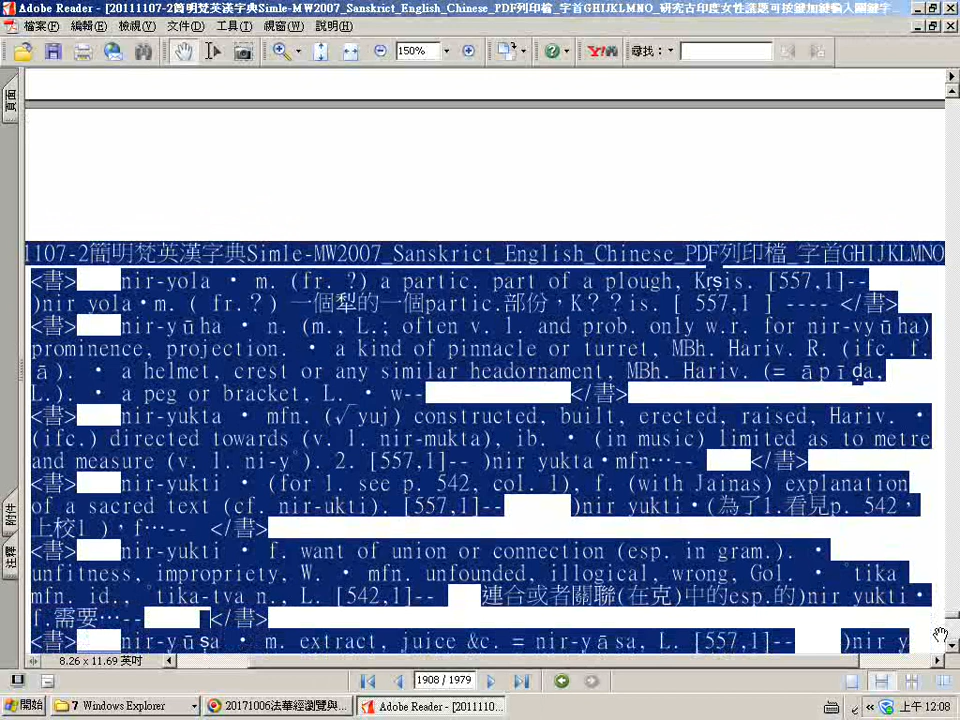 Adobe Reader - [20111107-2簡明梵英漢字典Simle-MW2007_Sanskrict_English_Chinese_PDF列印檔_字首GHIJKLMNO_研究古印度女性議題可按鍵加鍵輸入關鍵字...
檔案(F) 編輯(E) 檢視(V) 文件(D) 工具(T) 視窗(W) 說明(H)
150% 尋找:
頁面
1107-2簡明梵英漢字典Simle-MW2007_Sanskrict_English_Chinese_PDF列印檔_字首GHIJKLMNO
<書> nir-yola ‧ m. (fr. ?) a partic. part of a plough, Kṛṣis. [557,1]--
)nir yola‧m. ( fr.？) 一個犁的一個partic.部份，K？？is. [ 557,1 ] ----- </書>
<書> nir-yūha ‧ n. (m., L.; often v. l. and prob. only w.r. for nir-vyūha)
prominence, projection. ‧ a kind of pinnacle or turret, MBh. Hariv. R. (ifc. f.
ā). ‧ a helmet, crest or any similar headornament, MBh. Hariv. (= āpīḍa,
L.). ‧ a peg or bracket, L. ‧ w-- </書>
<書> nir-yukta ‧ mfn. (√yuj) constructed, built, erected, raised, Hariv. ‧
(ifc.) directed towards (v. l. nir-mukta), ib. ‧ (in music) limited as to metre
and measure (v. l. ni-y°). 2. [557,1]-- )nir yukta‧mfn…-- </書>
<書> nir-yukti ‧ (for 1. see p. 542, col. 1), f. (with Jainas) explanation
of a sacred text (cf. nir-ukti). [557,1]-- )nir yukti‧(為了1.看見p. 542，
上校1 )，f…-- </書>
<書> nir-yukti ‧ f. want of union or connection (esp. in gram.). ‧
unfitness, impropriety, W. ‧ mfn. unfounded, illogical, wrong, Gol. ‧ °tika
mfn. id., °tika-tva n., L. [542,1]-- 連合或者關聯(在克)中的esp.的)nir yukti‧
f.需要…-- </書>
<書> nir-yūṣa ‧ m. extract, juice &c. = nir-yāsa, L. [557,1]-- )nir y
附件
注釋
8.26 x 11.69 英吋
1908 / 1979
開始 7 Windows Explorer 20171006法華經瀏覽與... Adobe Reader - [2011110... 上午 12:08